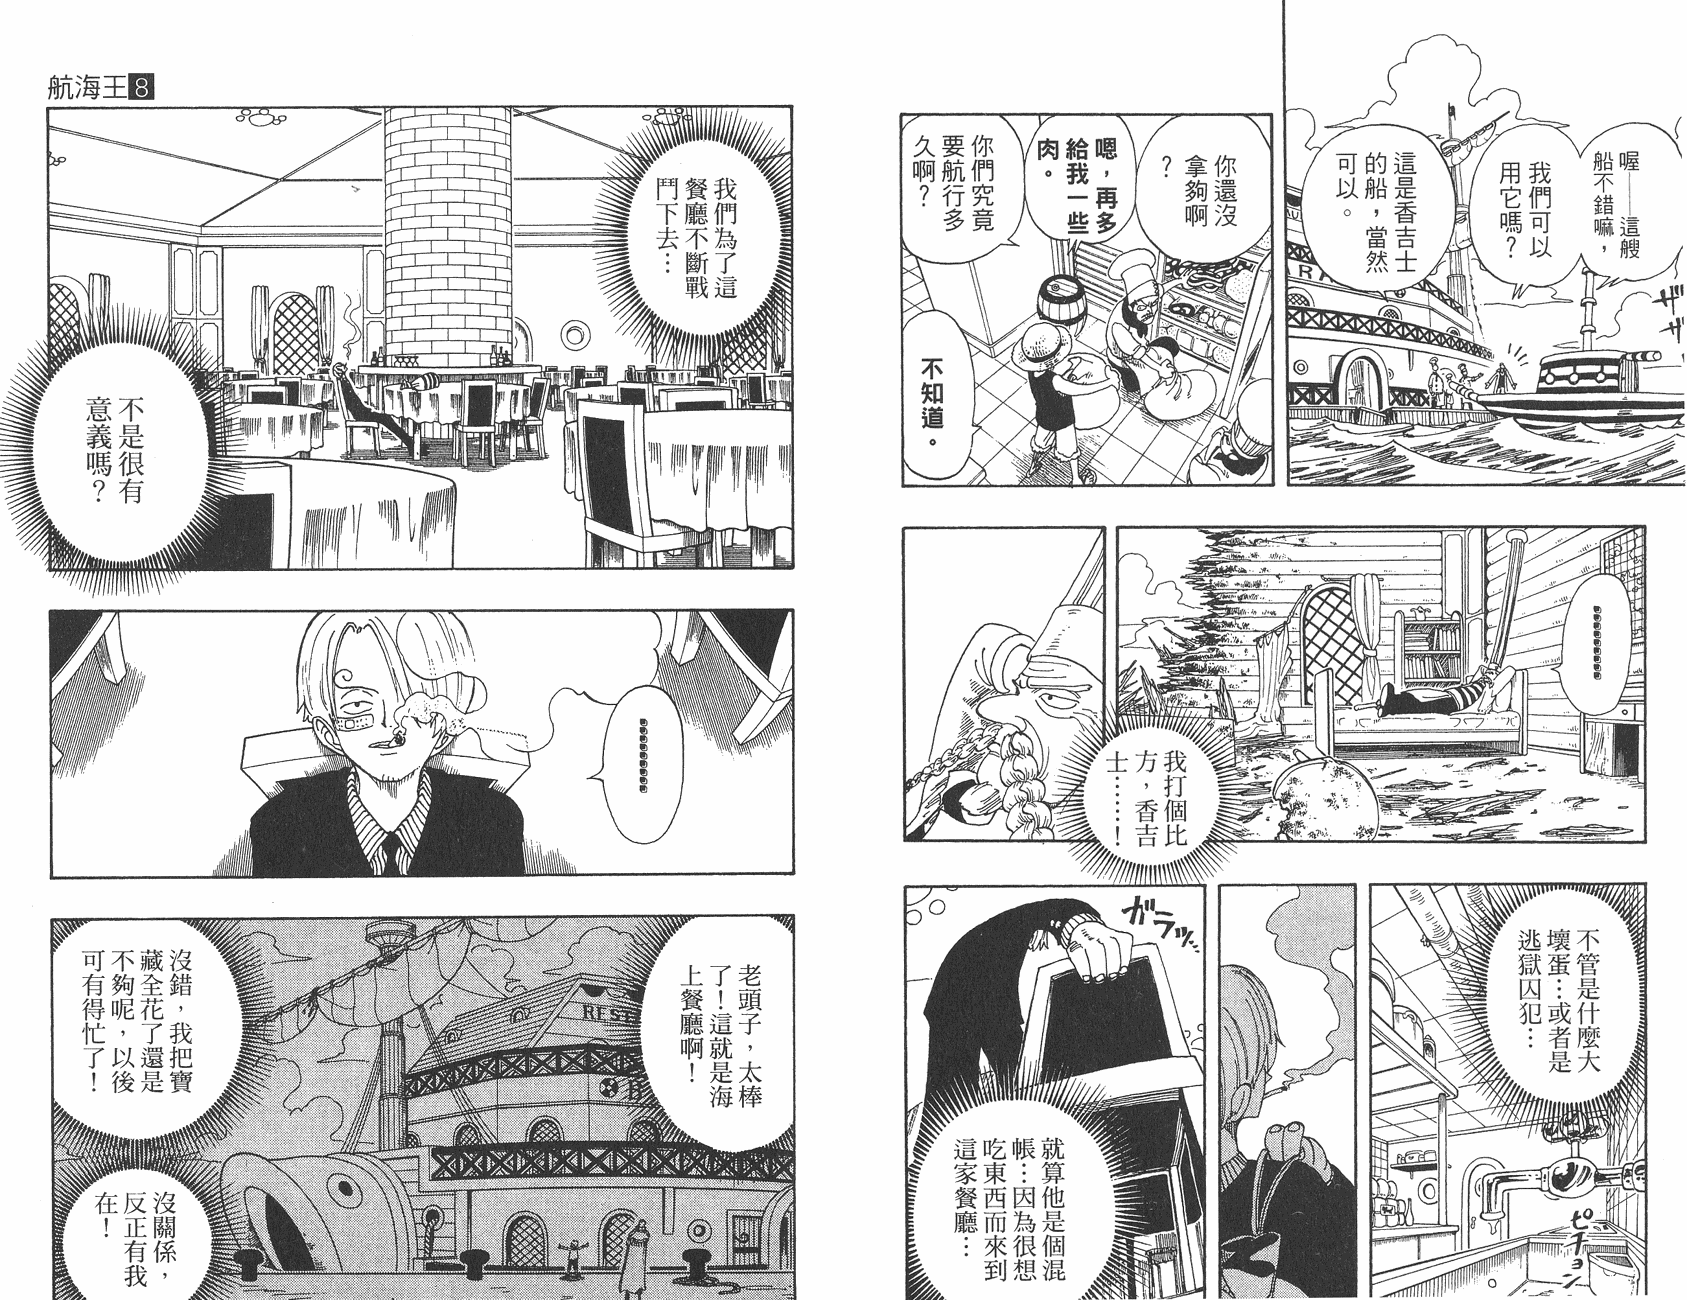 喔──這艘
船不錯嘛，
我們可以
用它嗎？
這是香吉士
的船，當然
可以。
ザ
ザ
你還沒
拿夠啊
？
嗯，再多
給我一些
肉。
你們究竟
要航行多
久啊？
不知道。
我打個比
方，香吉
士………！
不管是什麼大
壞蛋…或者是
逃獄囚犯…
ピチョン
ガラッ…
就算他是個混
帳…因為很想
吃東西而來到
這家餐廳…
航海王8
我們為了這
餐廳不斷戰
鬥下去…
不是很有
意義嗎？
老頭子，太棒
了！這就是海
上餐廳啊！
REST
沒錯，我把寶
藏全花了還是
不夠呢，以後
可有得忙了！
沒關係，
反正有我
在！